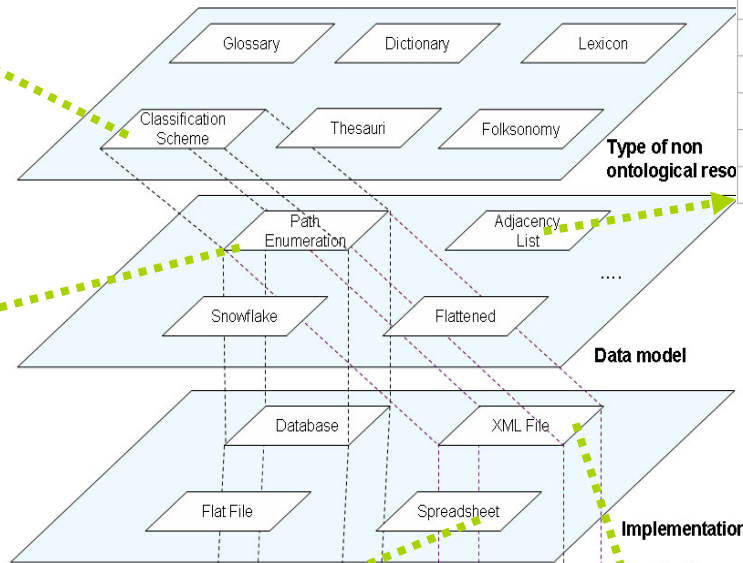 Glossary
Dictionary
Lexicon
Classification
Scheme
Thesauri
Folksonomy
Type of non
ontological reso
Path
Enumeration
Adjacency
List
....
Snowflake
Flattened
Data model
Database
XML File
Flat File
Spreadsheet
Implementation